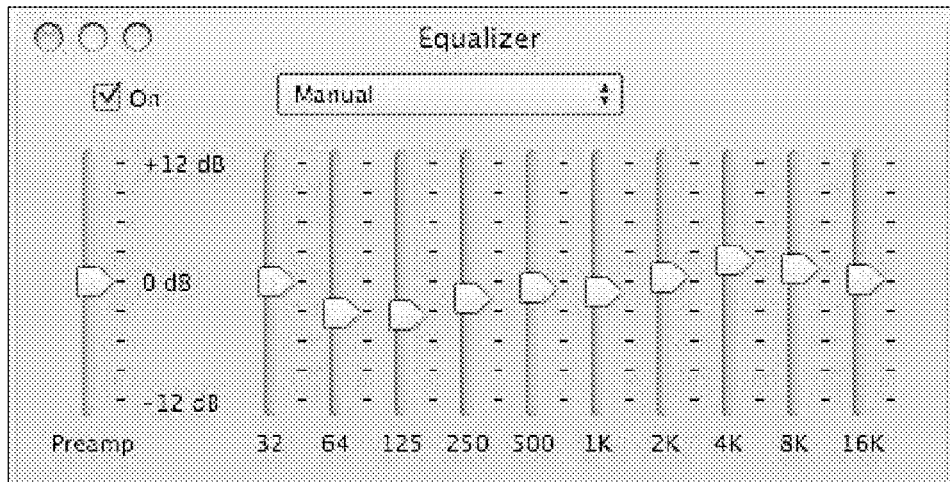 Equalizer
On
Manual
+12 dB
0 dB
-12 dB
Preamp 32 64 125 250 500 1K 2K 4K 8K 16K